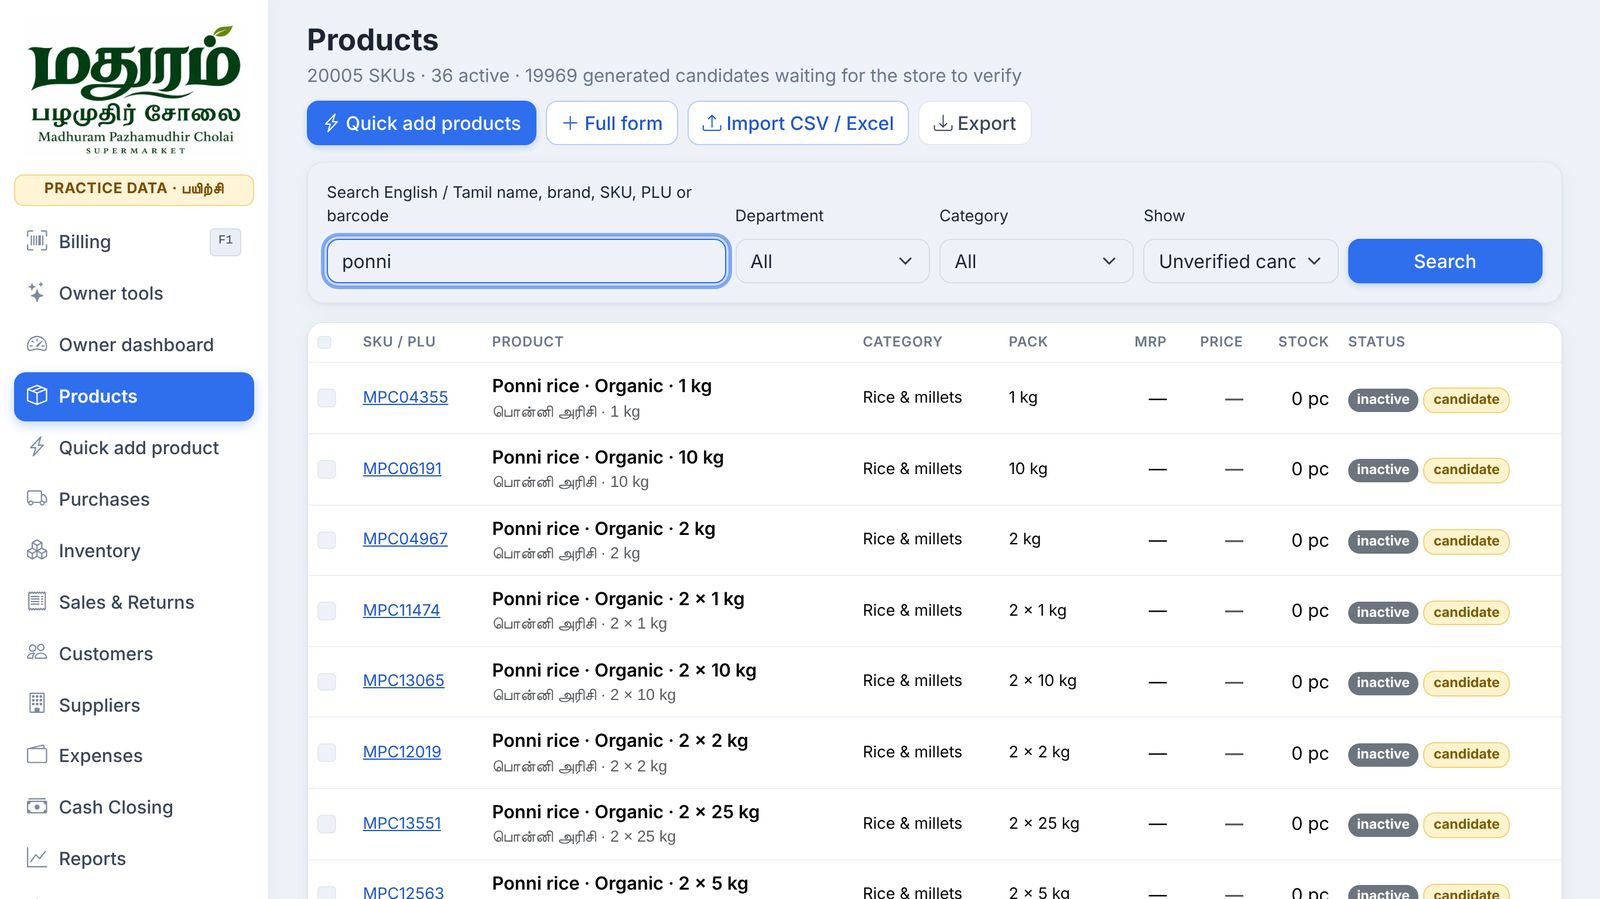 மதுரம்
பழமுதிர் சோலை
Madhuram Pazhamudhir Cholai
SUPERMARKET
PRACTICE DATA · பயிற்சி
Billing F1
Owner tools
Owner dashboard
Products
Quick add product
Purchases
Inventory
Sales & Returns
Customers
Suppliers
Expenses
Cash Closing
Reports
Products
20005 SKUs · 36 active · 19969 generated candidates waiting for the store to verify
Quick add products + Full form Import CSV / Excel Export
Search English / Tamil name, brand, SKU, PLU or
barcode Department Category Show
ponni All All Unverified canc Search
SKU / PLU PRODUCT CATEGORY PACK MRP PRICE STOCK STATUS
MPC04355 Ponni rice · Organic · 1 kg Rice & millets 1 kg — — 0 pc inactive candidate
பொன்னி அரிசி · 1 kg
MPC06191 Ponni rice · Organic · 10 kg Rice & millets 10 kg — — 0 pc inactive candidate
பொன்னி அரிசி · 10 kg
MPC04967 Ponni rice · Organic · 2 kg Rice & millets 2 kg — — 0 pc inactive candidate
பொன்னி அரிசி · 2 kg
MPC11474 Ponni rice · Organic · 2 × 1 kg Rice & millets 2 × 1 kg — — 0 pc inactive candidate
பொன்னி அரிசி · 2 × 1 kg
MPC13065 Ponni rice · Organic · 2 × 10 kg Rice & millets 2 × 10 kg — — 0 pc inactive candidate
பொன்னி அரிசி · 2 × 10 kg
MPC12019 Ponni rice · Organic · 2 × 2 kg Rice & millets 2 × 2 kg — — 0 pc inactive candidate
பொன்னி அரிசி · 2 × 2 kg
MPC13551 Ponni rice · Organic · 2 × 25 kg Rice & millets 2 × 25 kg — — 0 pc inactive candidate
பொன்னி அரிசி · 2 × 25 kg
MPC12563 Ponni rice · Organic · 2 × 5 kg Rice & millets 2 × 5 kg — — 0 pc inactive candidate